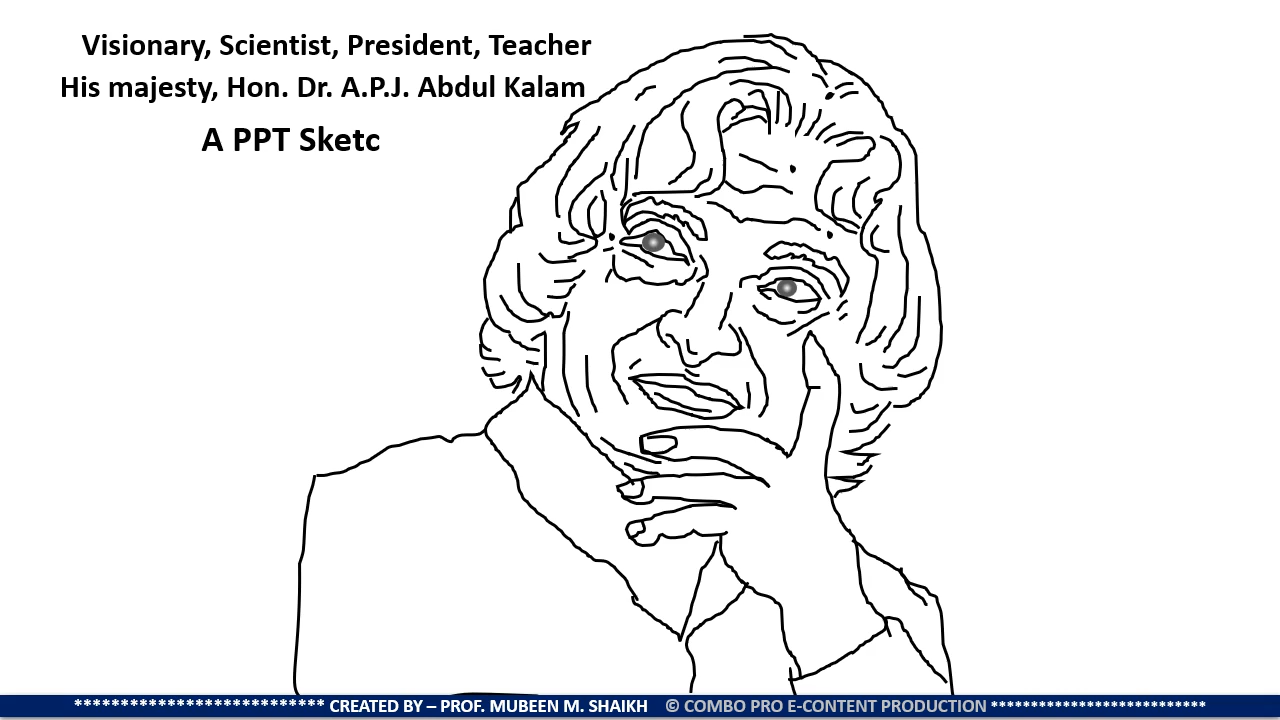 Visionary, Scientist, President, Teacher
His majesty, Hon. Dr. A.P.J. Abdul Kalam
A PPT Sketc
*************************** CREATED BY – PROF. MUBEEN M. SHAIKH © COMBO PRO E-CONTENT PRODUCTION ***************************